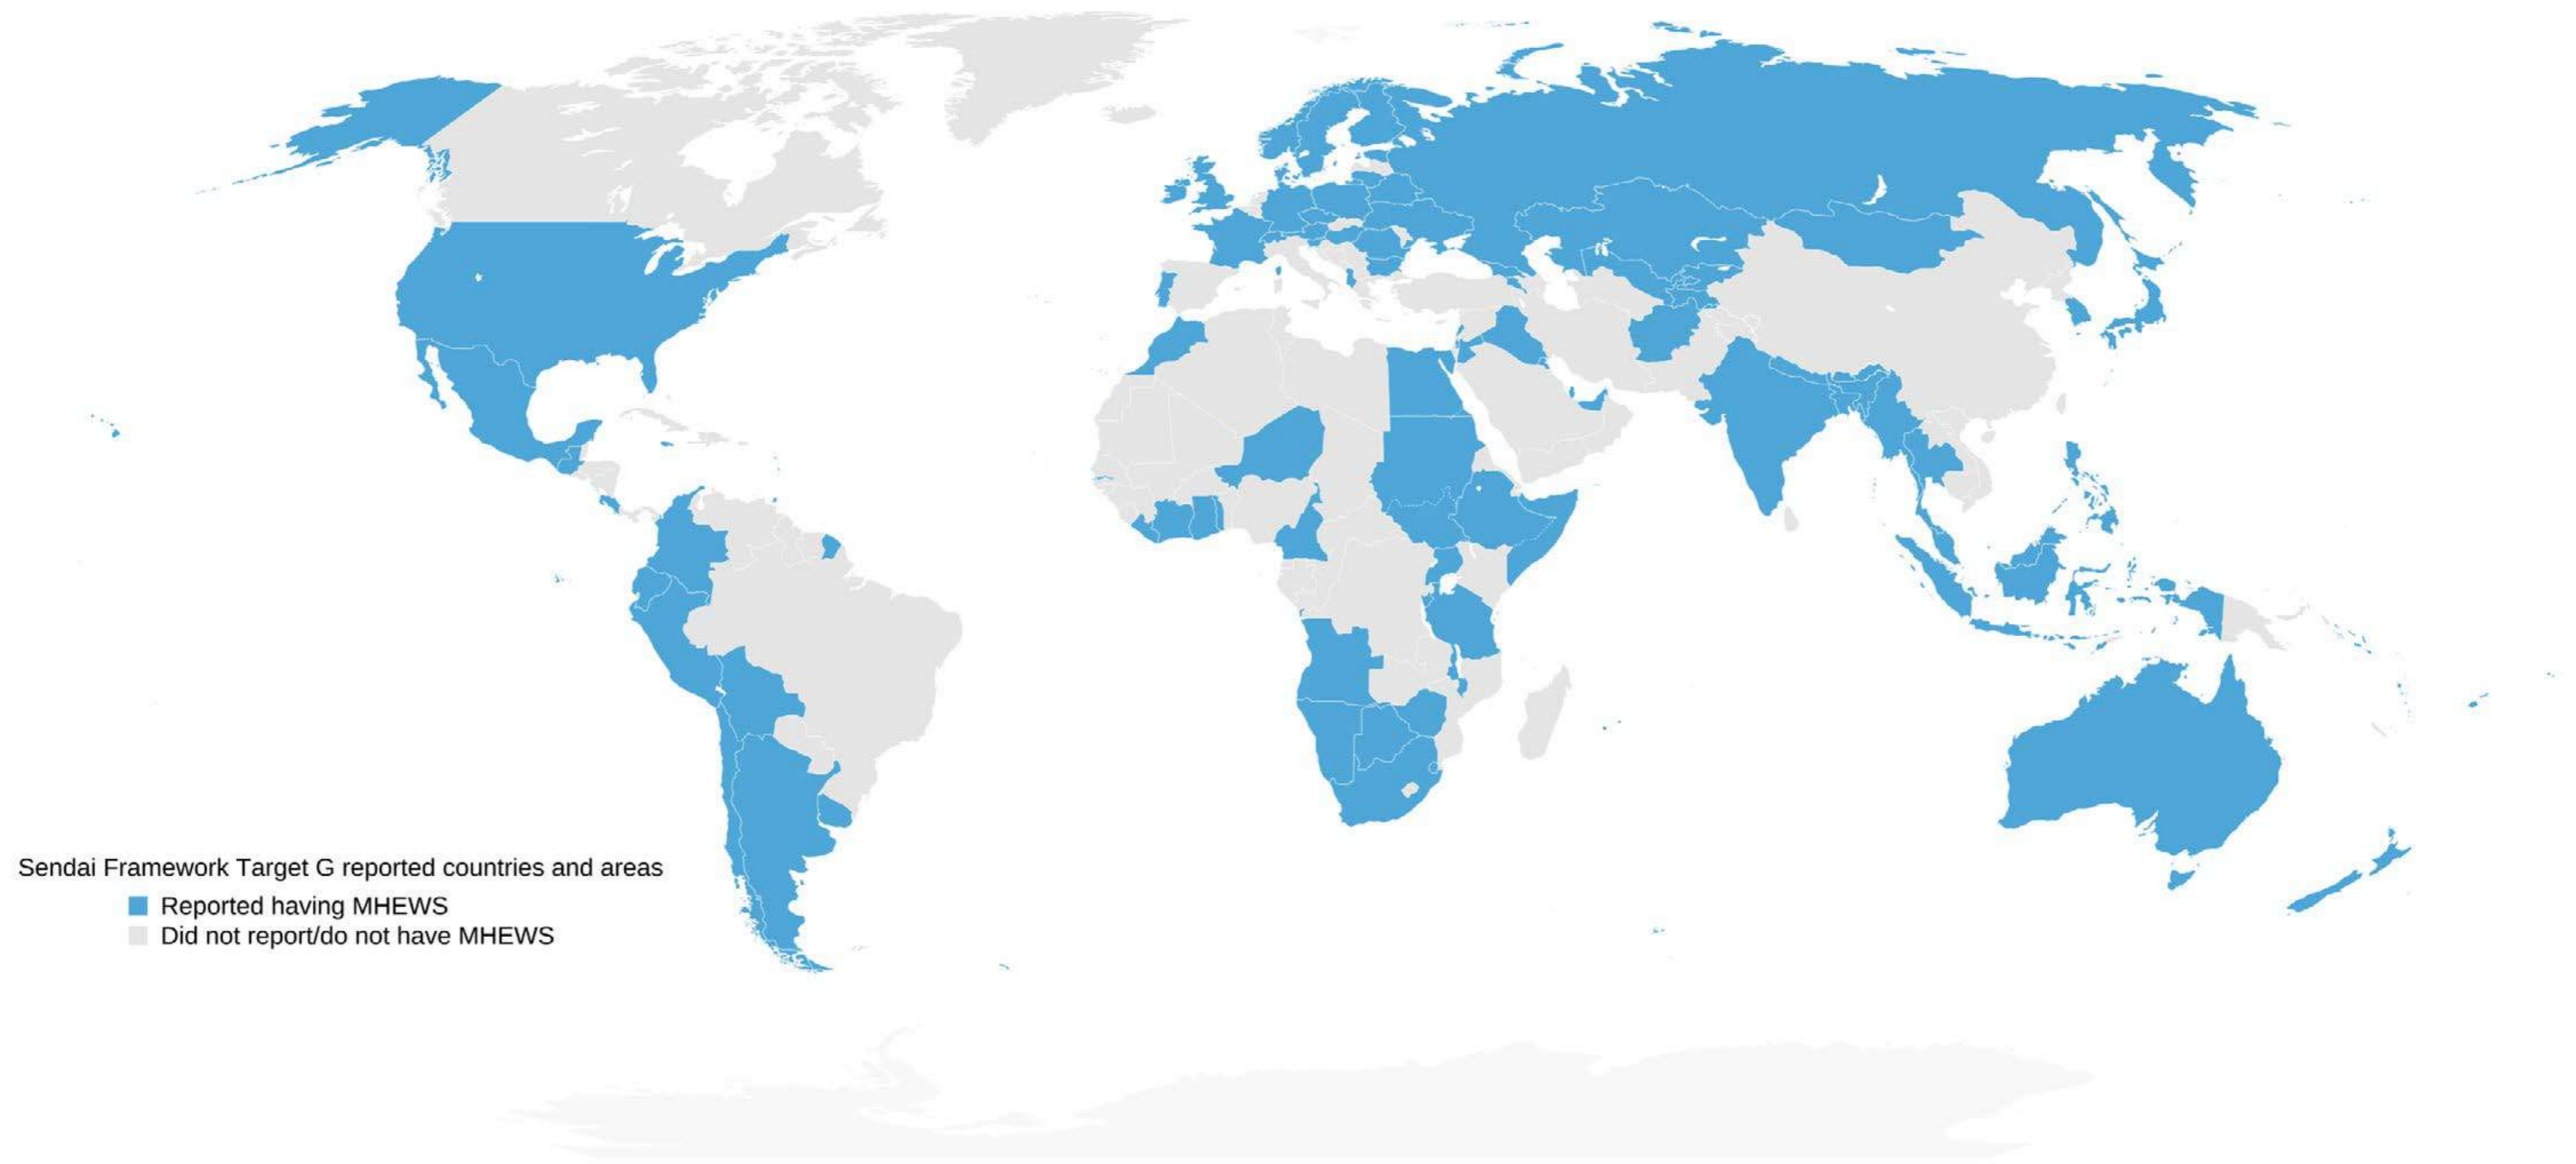 Sendai Framework Target G reported countries and areas
Reported having MHEWS
Did not report/do not have MHEWS